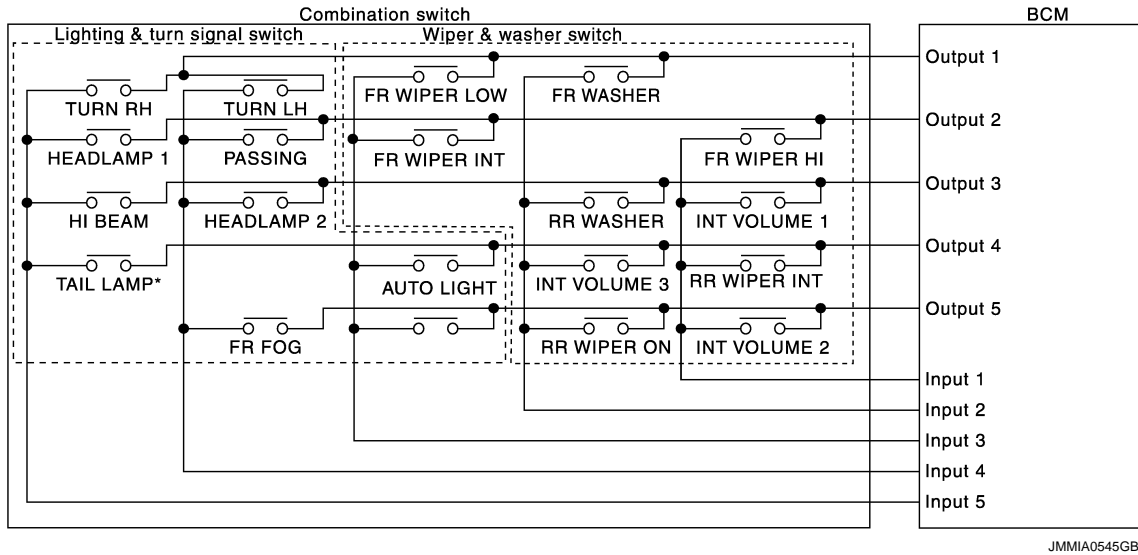 Combination switch
BCM
Lighting & turn signal switch
Wiper & washer switch
Output 1
TURN RH
TURN LH
FR WIPER LOW
FR WASHER
Output 2
HEADLAMP 1
PASSING
FR WIPER INT
FR WIPER HI
Output 3
HI BEAM
HEADLAMP 2
RR WASHER
INT VOLUME 1
Output 4
TAIL LAMP*
AUTO LIGHT
INT VOLUME 3
RR WIPER INT
Output 5
FR FOG
RR WIPER ON
INT VOLUME 2
Input 1
Input 2
Input 3
Input 4
Input 5
JMMIA0545GB